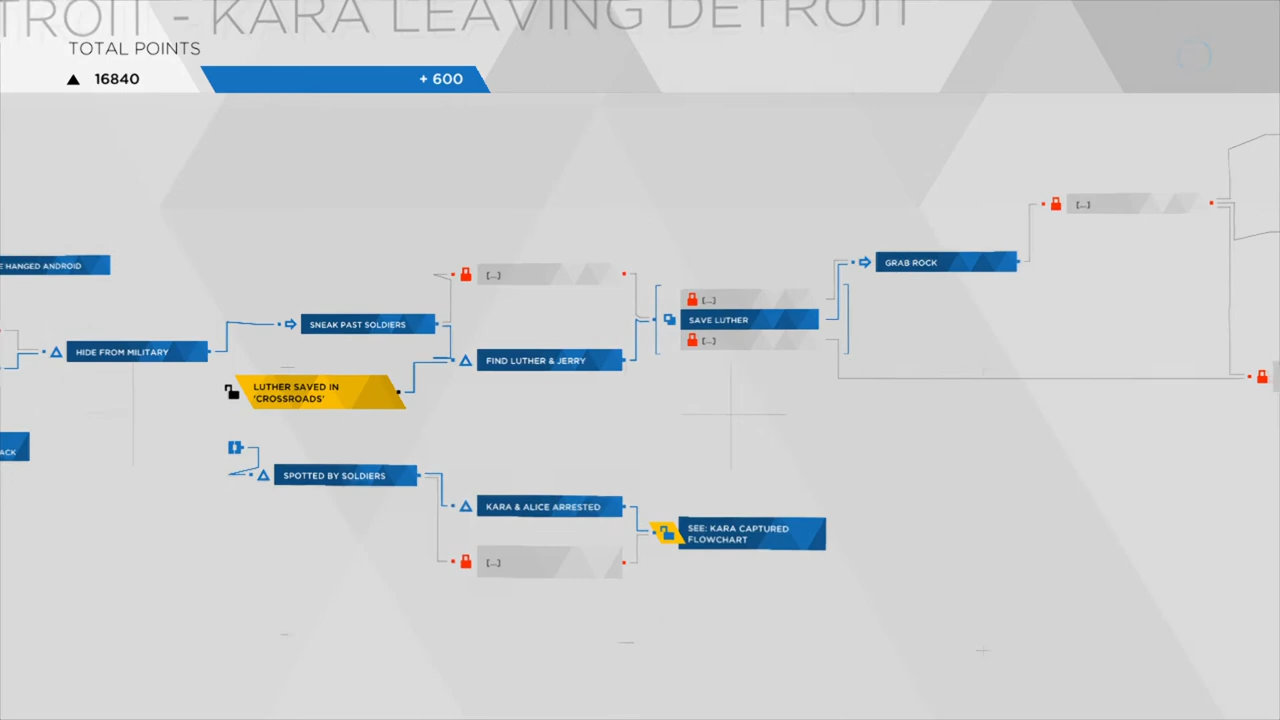 TROIT - KARA LEAVING DETROIT
TOTAL POINTS
16840
+ 600
[...]
E HANGED ANDROID
GRAB ROCK
[...]
[...]
SNEAK PAST SOLDIERS
SAVE LUTHER
[...]
HIDE FROM MILITARY
FIND LUTHER & JERRY
LUTHER SAVED IN
'CROSSROADS'
ACK
SPOTTED BY SOLDIERS
KARA & ALICE ARRESTED
SEE: KARA CAPTURED
FLOWCHART
[...]